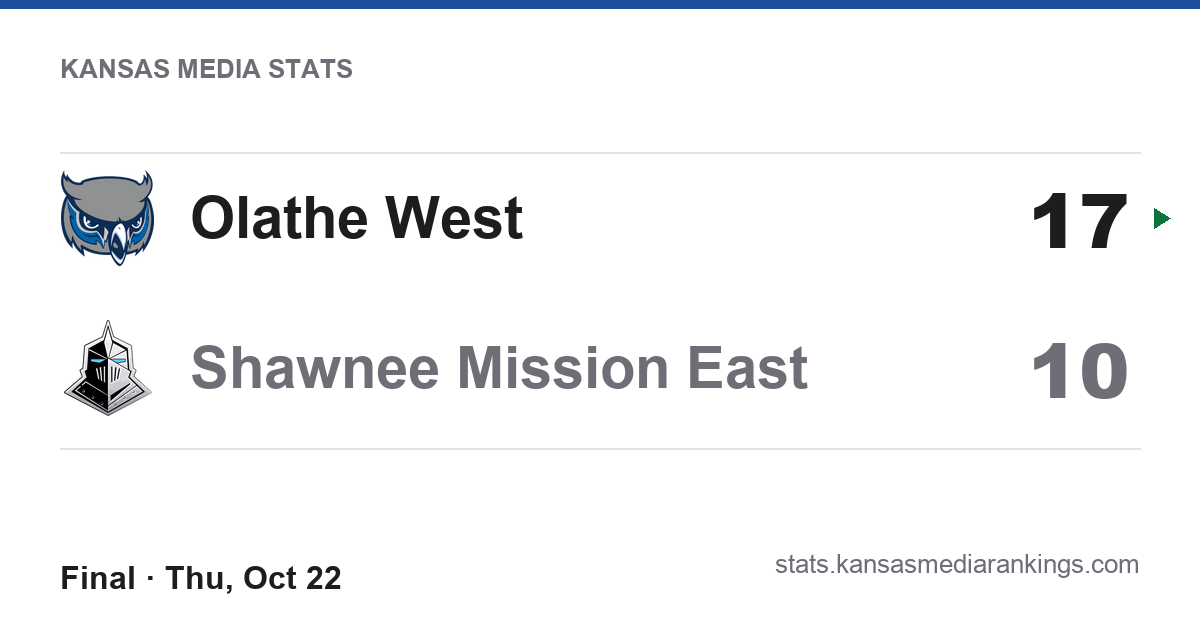 KANSAS MEDIA STATS
Olathe West 17
Shawnee Mission East 10
Final · Thu, Oct 22
stats.kansasmediarankings.com